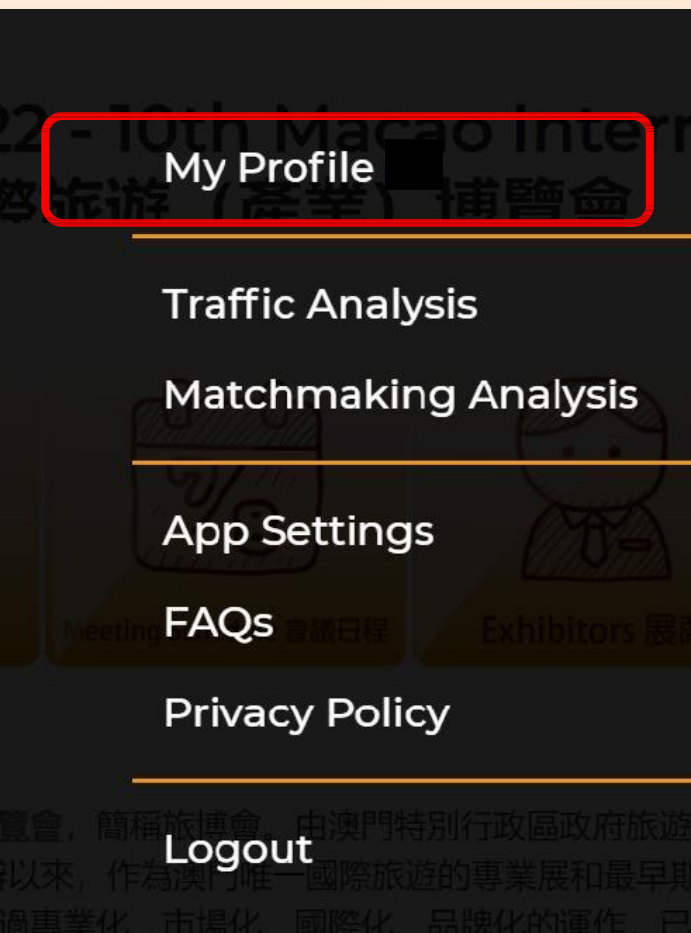 22 - 10th Macao Intern
My Profile
際旅遊（產業）博覽會
Traffic Analysis
Matchmaking Analysis
App Settings
Meeting 會議日程
Exhibitors 展商
FAQs
Privacy Policy
覽會，簡稱旅博會。由澳門特別行政區政府旅遊
Logout
辦以來，作為澳門唯一國際旅遊的專業展和最早期
過專業化、市場化、國際化、品牌化的運作，已